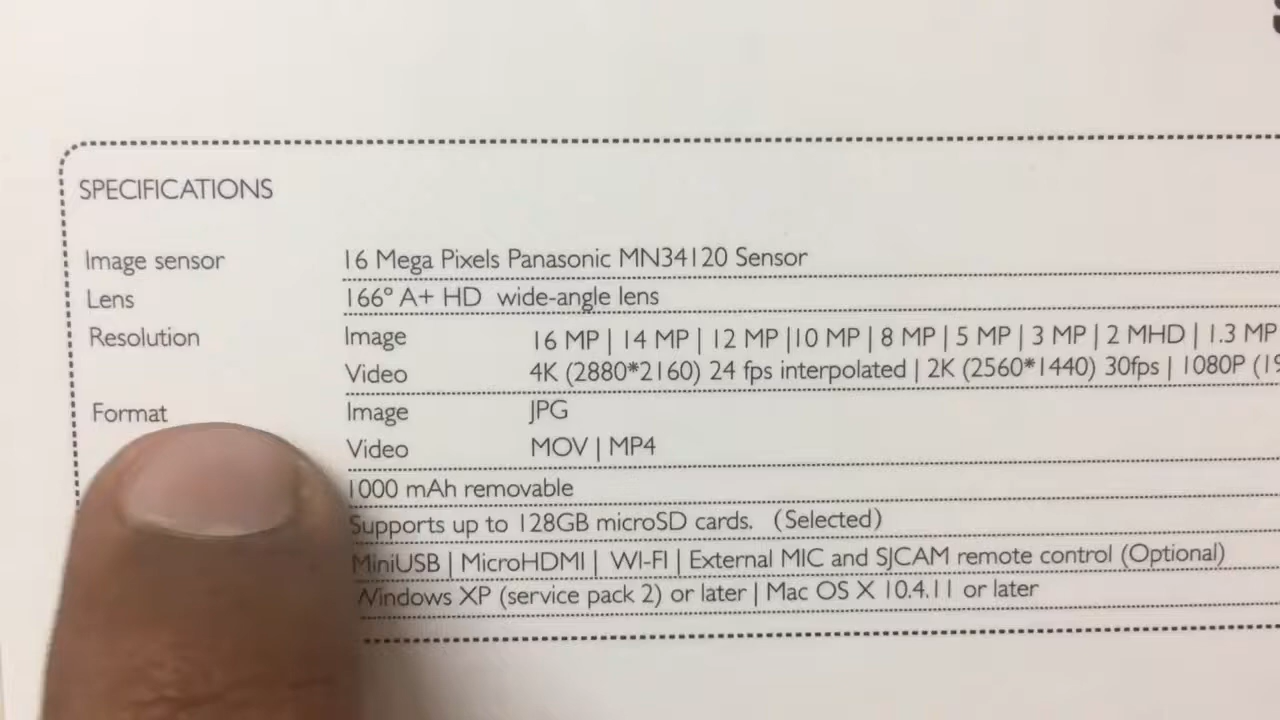 SPECIFICATIONS
Image sensor 16 Mega Pixels Panasonic MN34120 Sensor
Lens 166° A+ HD wide-angle lens
Resolution Image 16 MP | 14 MP | 12 MP |10 MP | 8 MP | 5 MP | 3 MP | 2 MHD | 1.3 MP
Video 4K (2880*2160) 24 fps interpolated | 2K (2560*1440) 30fps | 1080P
Format Image JPG
Video MOV | MP4
1000 mAh removable
Supports up to 128GB microSD cards. (Selected)
MiniUSB | MicroHDMI | WI-FI | External MIC and SJCAM remote control (Optional)
Windows XP (service pack 2) or later | Mac OS X 10.4.11 or later